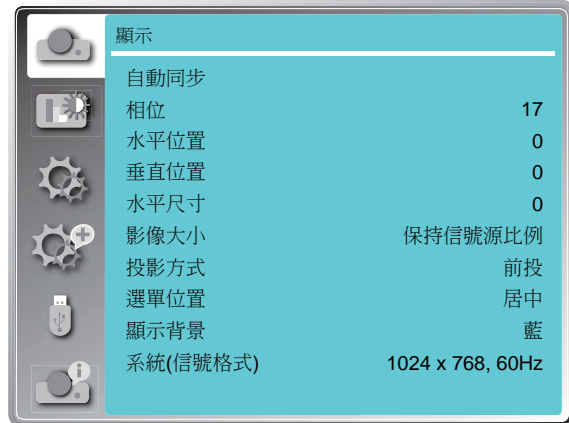 顯示
自動同步
相位 17
水平位置 0
垂直位置 0
水平尺寸 0
影像大小 保持信號源比例
投影方式 前投
選單位置 居中
顯示背景 藍
系統(信號格式) 1024 x 768, 60Hz